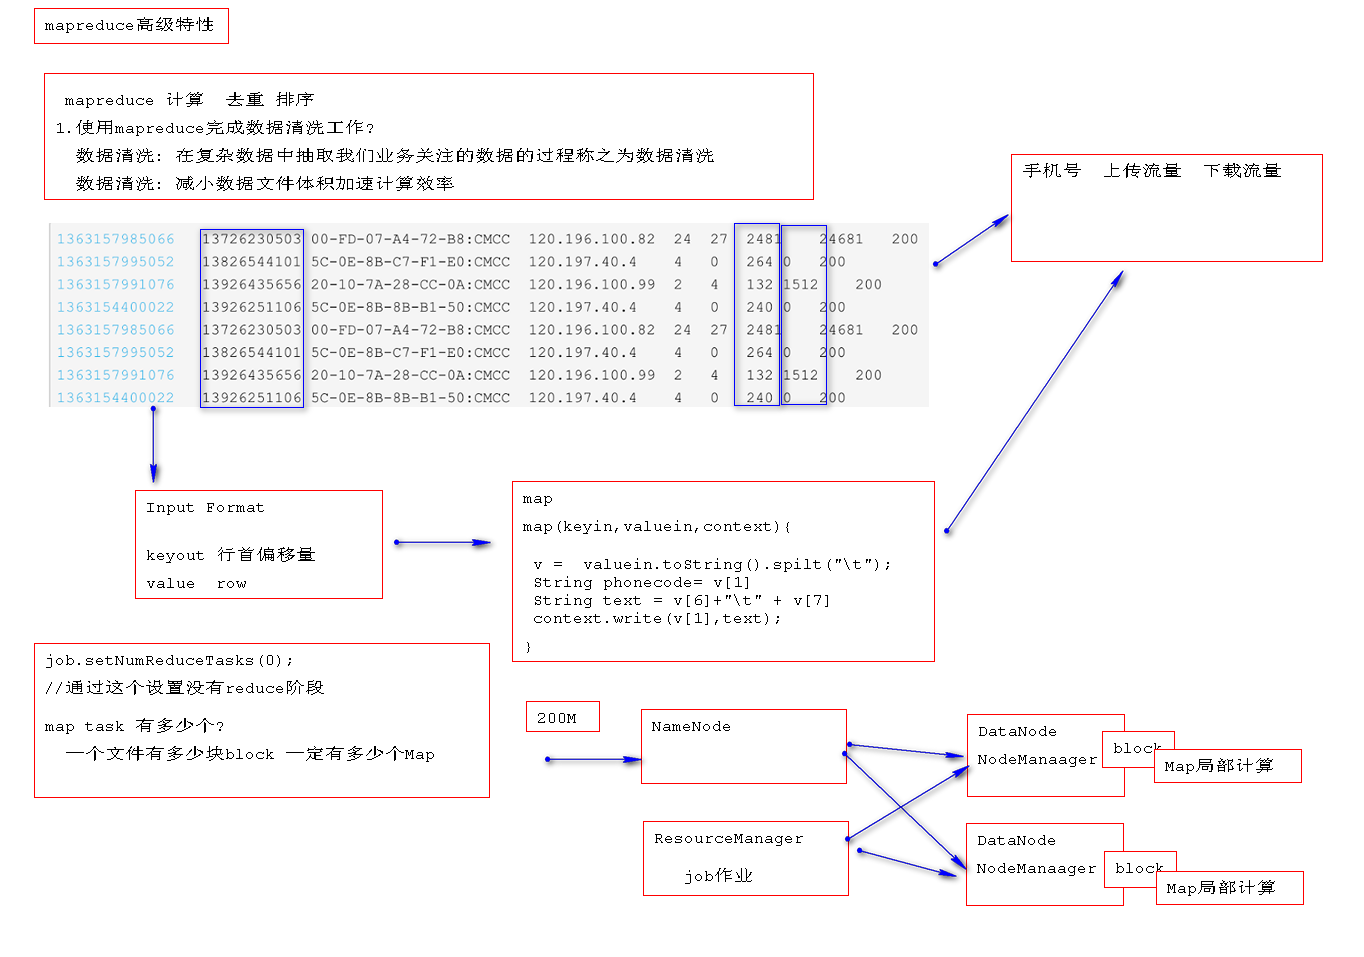 mapreduce高级特性
mapreduce 计算 去重 排序
1.使用mapreduce完成数据清洗工作?
数据清洗: 在复杂数据中抽取我们业务关注的数据的过程称之为数据清洗
数据清洗: 减小数据文件体积加速计算效率
手机号 上传流量 下载流量
1363157985066 13726230503 00-FD-07-A4-72-B8:CMCC 120.196.100.82 24 27 2481 24681 200
1363157995052 13826544101 5C-0E-8B-C7-F1-E0:CMCC 120.197.40.4 4 0 264 0 200
1363157991076 13926435656 20-10-7A-28-CC-0A:CMCC 120.196.100.99 2 4 132 1512 200
1363154400022 13926251106 5C-0E-8B-8B-B1-50:CMCC 120.197.40.4 4 0 240 0 200
1363157985066 13726230503 00-FD-07-A4-72-B8:CMCC 120.196.100.82 24 27 2481 24681 200
1363157995052 13826544101 5C-0E-8B-C7-F1-E0:CMCC 120.197.40.4 4 0 264 0 200
1363157991076 13926435656 20-10-7A-28-CC-0A:CMCC 120.196.100.99 2 4 132 1512 200
1363154400022 13926251106 5C-0E-8B-8B-B1-50:CMCC 120.197.40.4 4 0 240 0 200
Input Format
keyout 行首偏移量
value row
map
map(keyin,valuein,context){
v = valuein.toString().spilt("\t");
String phonecode= v[1]
String text = v[6]+"\t" + v[7]
context.write(v[1],text);
}
job.setNumReduceTasks(0);
//通过这个设置没有reduce阶段
map task 有多少个?
一个文件有多少块block 一定有多少个Map
200M
NameNode
ResourceManager
job作业
DataNode
NodeManaager
block
Map局部计算
DataNode
NodeManaager
block
Map局部计算